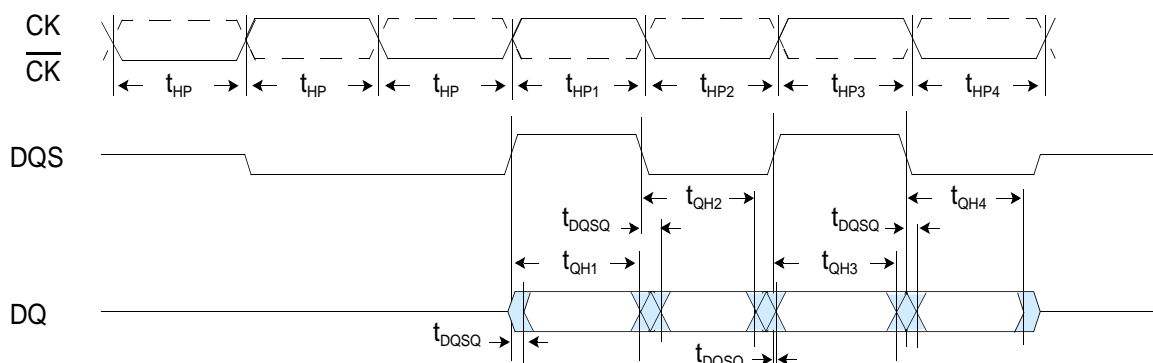 CK
CK
tHP tHP tHP tHP1 tHP2 tHP3 tHP4
DQS
tQH2 tQH4
tDQSQ tDQSQ
tQH1 tQH3
DQ
tDQSQ tDQSQ